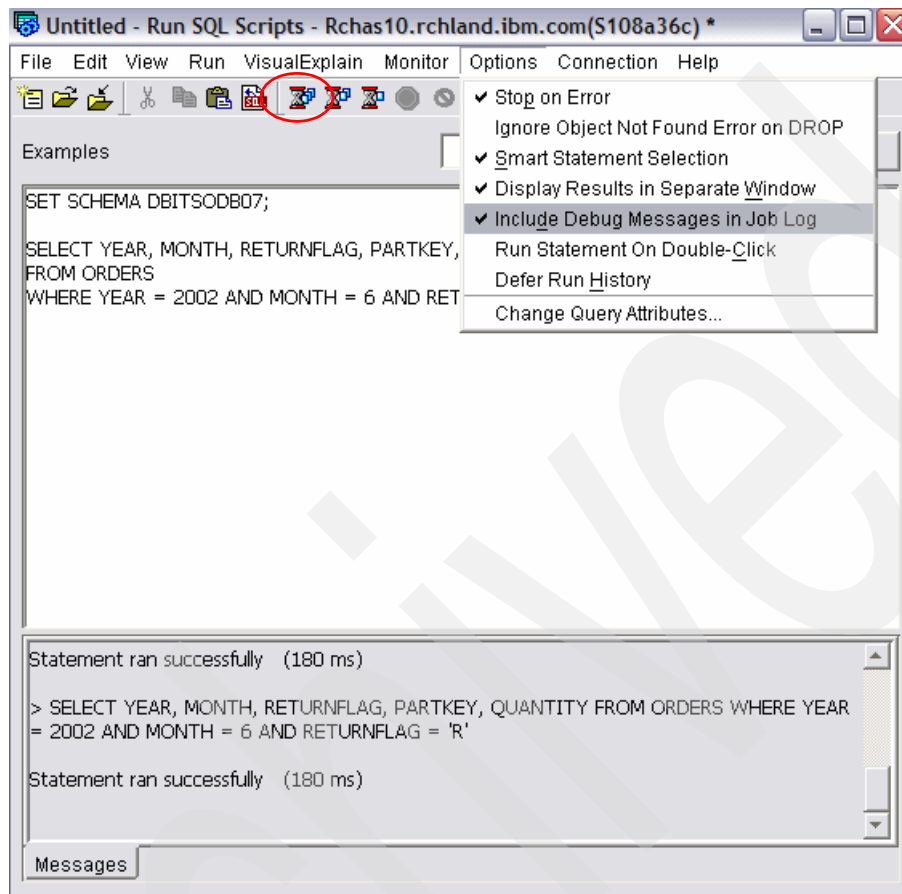 Untitled - Run SQL Scripts - Rchas10.rchland.ibm.com(S108a36c) *
File Edit View Run VisualExplain Monitor Options Connection Help
Stop on Error
Ignore Object Not Found Error on DROP
Examples
Smart Statement Selection
Display Results in Separate Window
Include Debug Messages in Job Log
Run Statement On Double-Click
Defer Run History
Change Query Attributes...
SET SCHEMA DBITSODB07;
SELECT YEAR, MONTH, RETURNFLAG, PARTKEY,
FROM ORDERS
WHERE YEAR = 2002 AND MONTH = 6 AND RET
Statement ran successfully (180 ms)
> SELECT YEAR, MONTH, RETURNFLAG, PARTKEY, QUANTITY FROM ORDERS WHERE YEAR
= 2002 AND MONTH = 6 AND RETURNFLAG = 'R'
Statement ran successfully (180 ms)
Messages